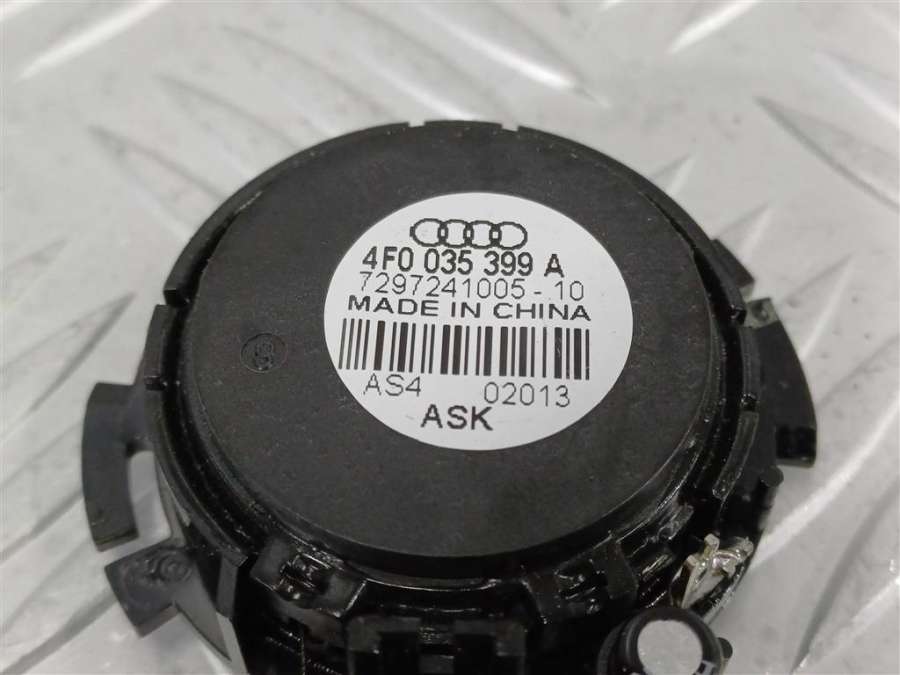 4F0 035 399 A
7297241005-10
MADE IN CHINA
AS4 02013
ASK